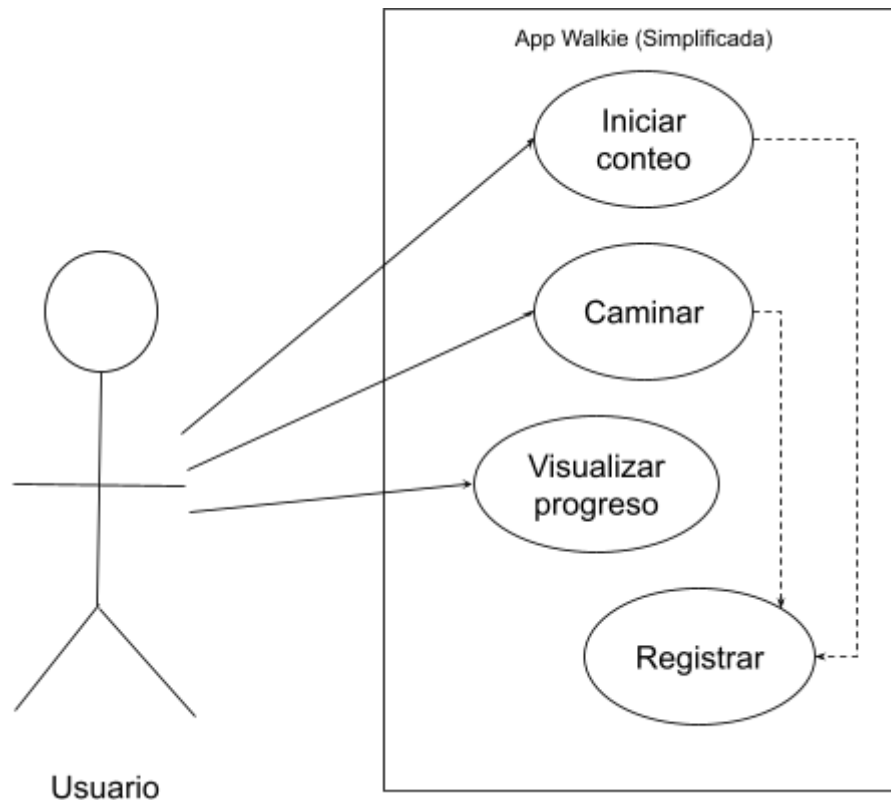 App Walkie (Simplificada)
Iniciar
conteo
Caminar
Visualizar
progreso
Registrar
Usuario